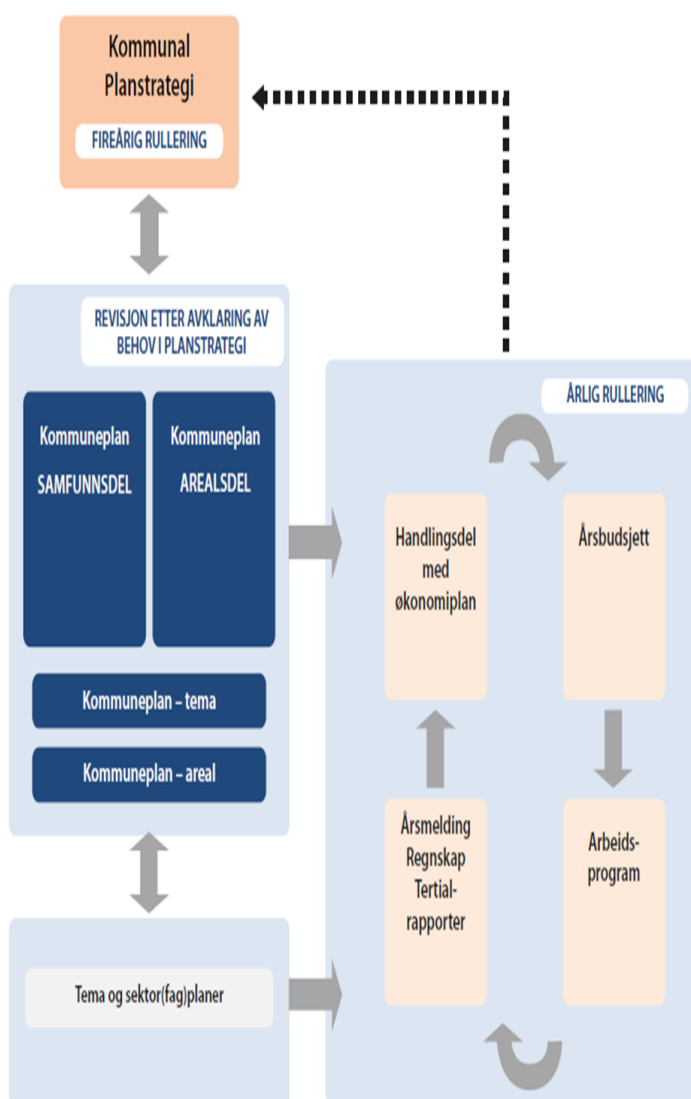 Kommunal
Planstrategi
FIREÅRIG RULLERING
REVISJON ETTER AVKLARING AV
BEHOV I PLANSTRATEGI
Kommuneplan
SAMFUNNSDEL
Kommuneplan
AREALSDEL
Kommuneplan – tema
Kommuneplan – areal
Tema og sektor(fag)planer
ÅRLIG RULLERING
Handlingsdel
med
økonomiplan
Årsbudsjett
Årsmelding
Regnskap
Tertial-
rapporter
Arbeids-
program